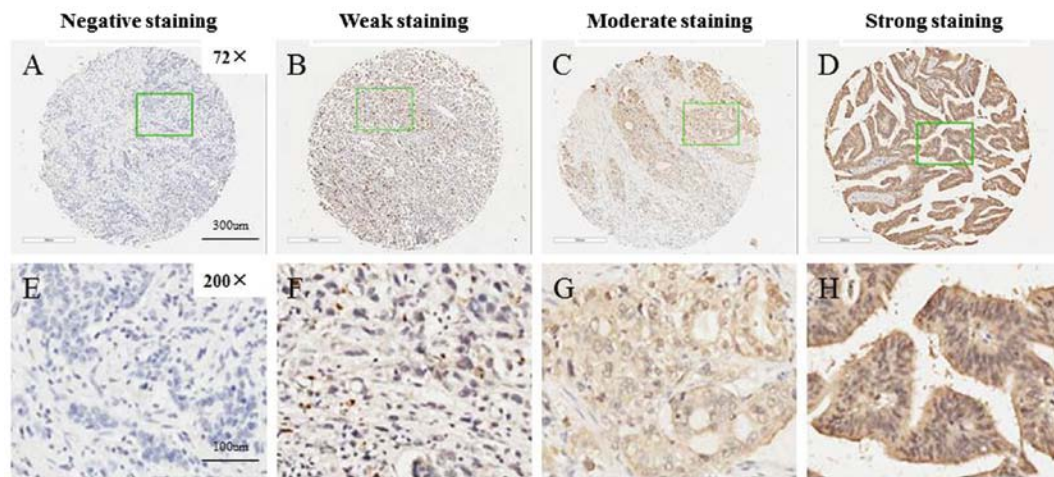 Negative staining Weak staining Moderate staining Strong staining
A 72× B C D
300um
E 200× F G H
100um